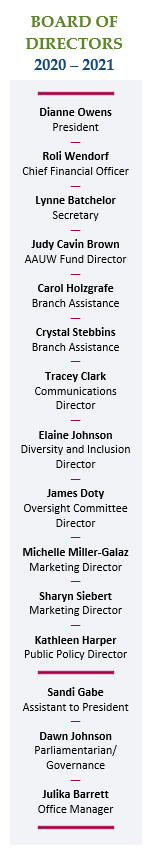 BOARD OF
DIRECTORS
2020 – 2021
Dianne Owens
President
Roli Wendorf
Chief Financial Officer
Lynne Batchelor
Secretary
Judy Cavin Brown
AAUW Fund Director
Carol Holzgrafe
Branch Assistance
Crystal Stebbins
Branch Assistance
Tracey Clark
Communications
Director
Elaine Johnson
Diversity and Inclusion
Director
James Doty
Oversight Committee
Director
Michelle Miller-Galaz
Marketing Director
Sharyn Siebert
Marketing Director
Kathleen Harper
Public Policy Director
Sandi Gabe
Assistant to President
Dawn Johnson
Parliamentarian/
Governance
Julika Barrett
Office Manager